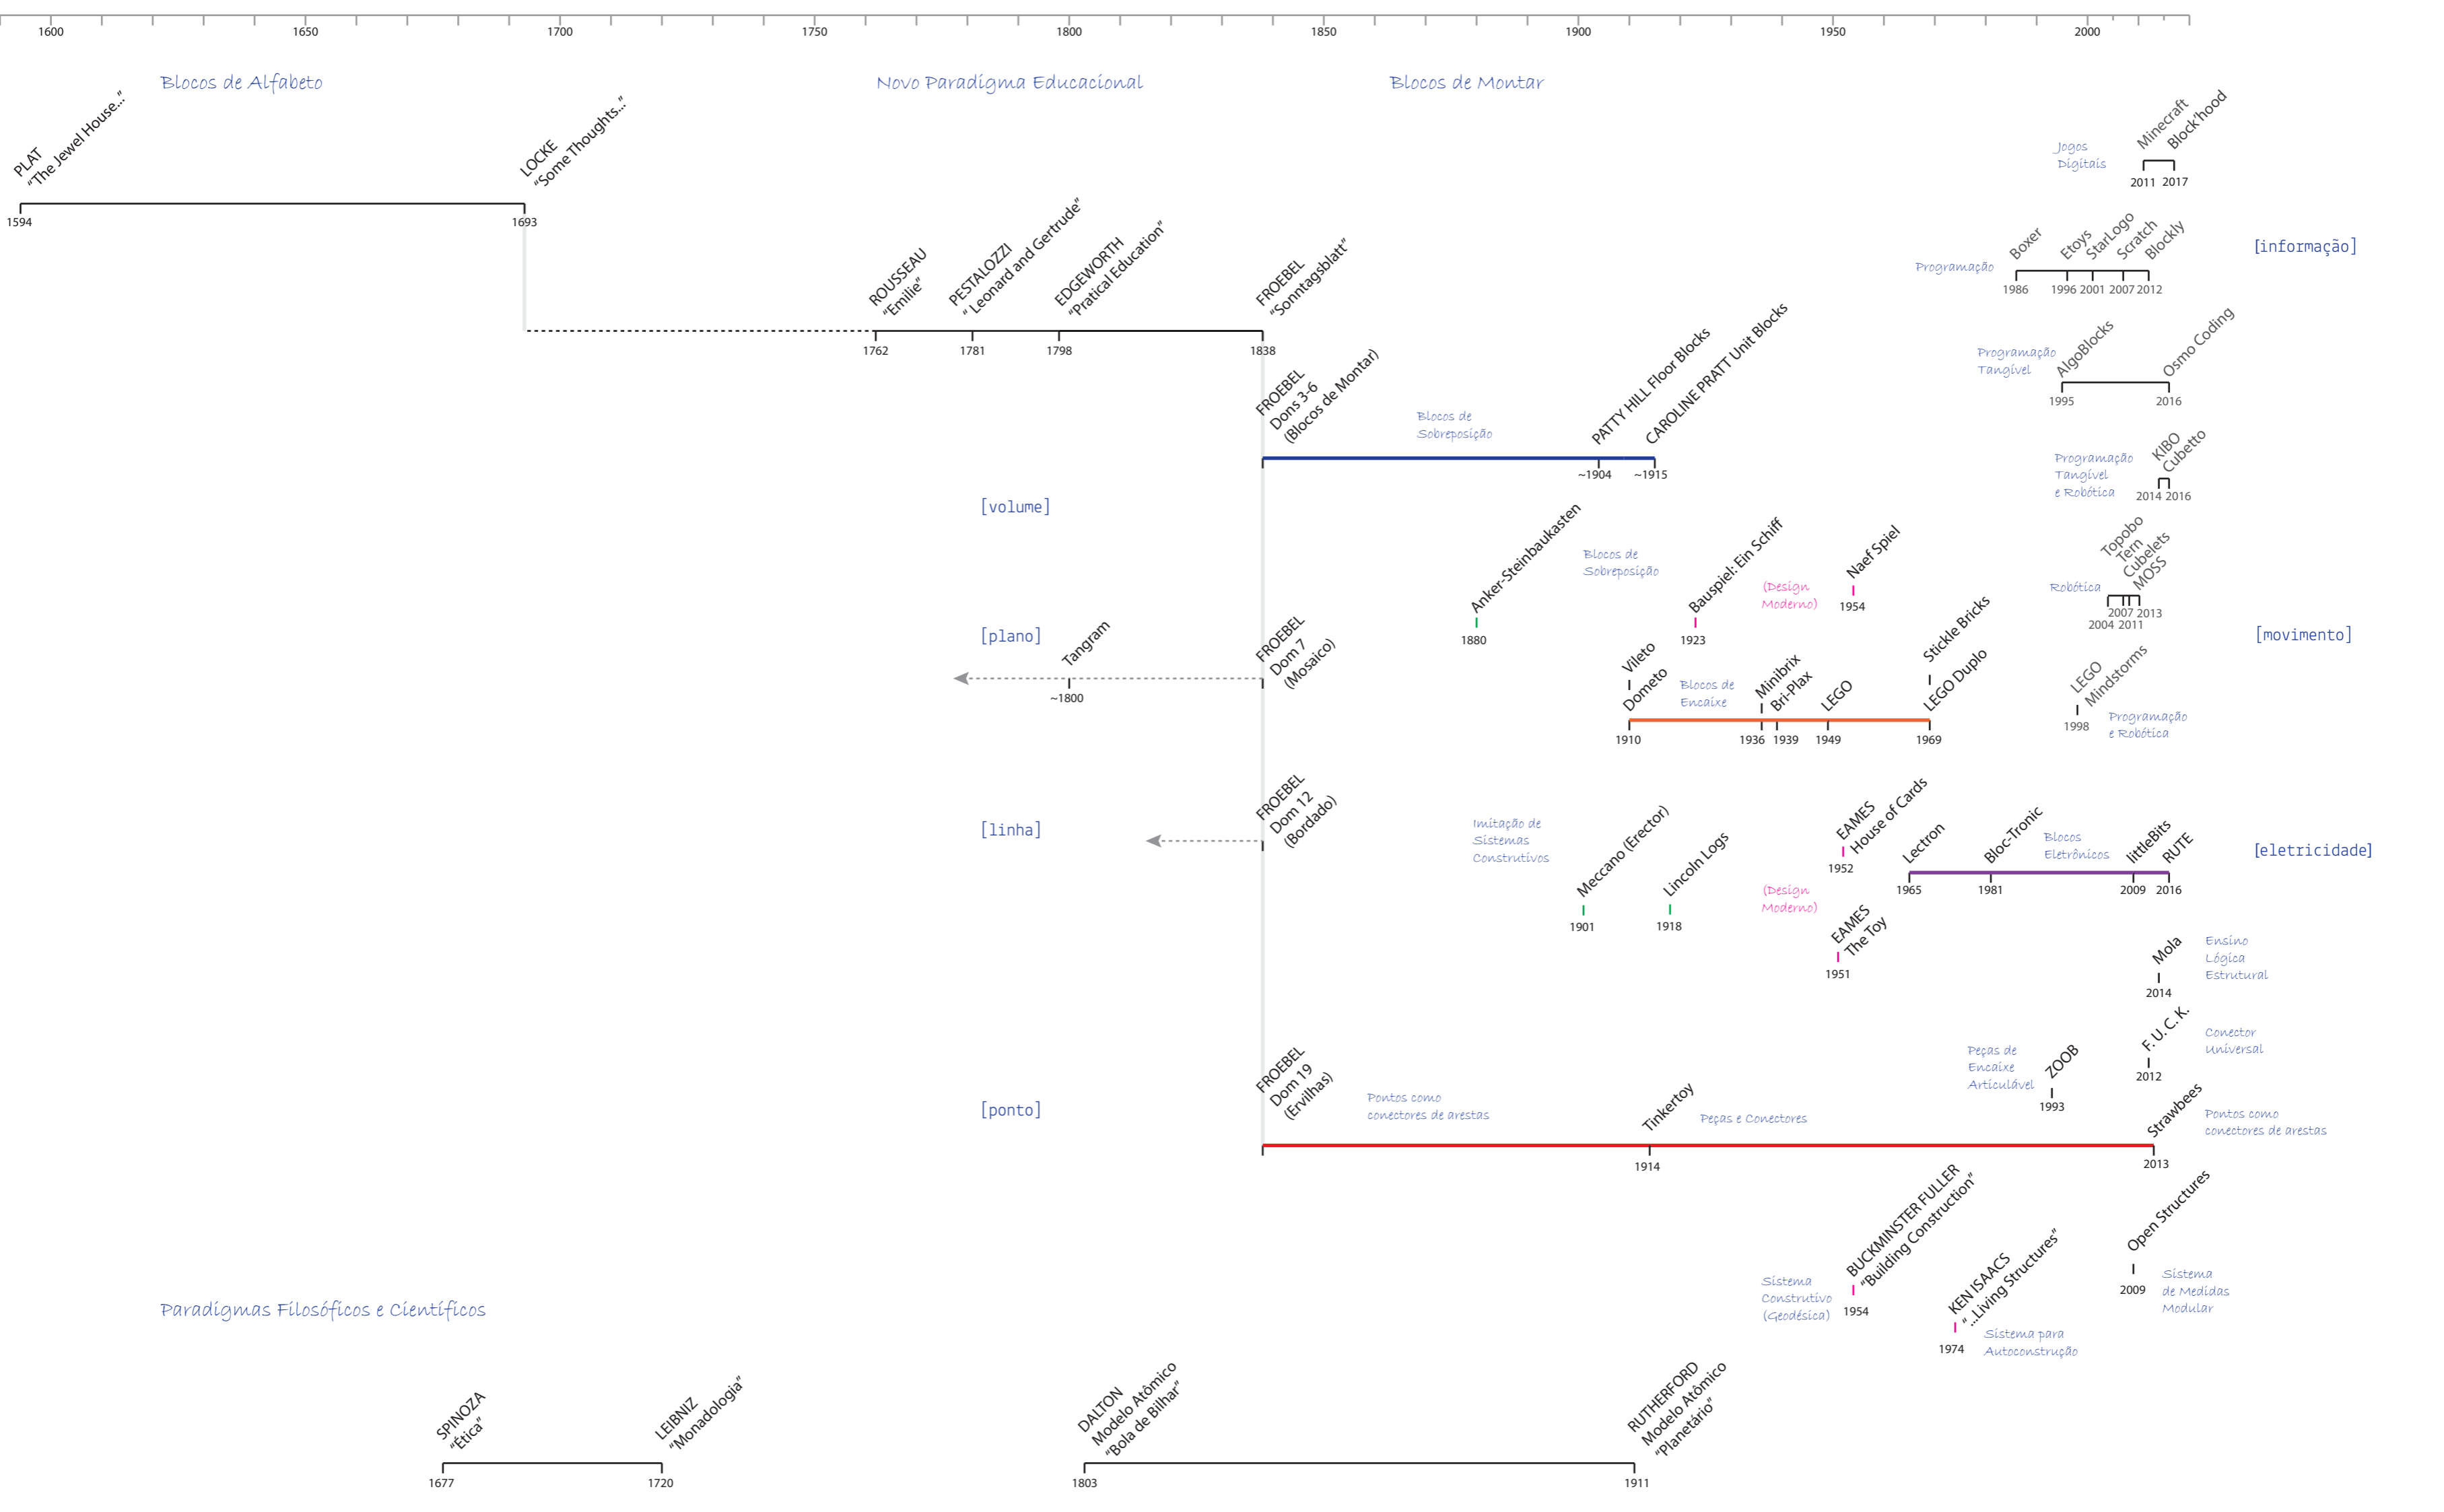 1600
1650
1700
1750
1800
1850
1900
1950
2000
Blocos de Alfabeto
Novo Paradigma Educacional
Blocos de Montar
PLAT
“The Jewel House...”
1594
LOCKE
“Some Thoughts...”
1693
Jogos
Digitais
Minecraft
Block'hood
2011
2017
[informação]
Programação
Boxer
Etoys
StarLogo
Scratch
Blockly
1986
1996
2001
2007
2012
ROUSSEAU
“Emilie”
1762
PESTALOZZI
“ Leonard and Gertrude”
1781
EDGEWORTH
“Pratical Education”
1798
FROEBEL
“Sonntagsblatt”
1838
Programação
Tangível
AlgoBlocks
Osmo Coding
1995
2016
FROEBEL
Dons 3-6
(Blocos de Montar)
Blocos de
Sobreposição
PATTY HILL Floor Blocks
~1904
CAROLINE PRATT Unit Blocks
~1915
Programação
Tangível
e Robótica
KIBO
Cubetto
2014
2016
[volume]
Anker-Steinbaukasten
1880
Blocos de
Sobreposição
Bauspiel: Ein Schiff
1923
(Design
Moderno)
Naef Spiel
1954
Robótica
Topobo
Tern
Cubelets
MOSS
2007
2013
2004
2011
[movimento]
[plano]
Tangram
~1800
FROEBEL
Dom 7
(Mosaico)
Vileto
Dometo
1910
Blocos de
Encaixe
Minibrix
1936
Bri-Plax
1939
LEGO
1949
Stickle Bricks
LEGO Duplo
1969
LEGO
Mindstorms
1998
Programação
e Robótica
[linha]
FROEBEL
Dom 12
(Bordado)
Imitação de
Sistemas
Construtivos
Meccano (Erector)
1901
Lincoln Logs
1918
(Design
Moderno)
EAMES
House of Cards
1952
EAMES
The Toy
1951
Lectron
1965
Bloc-Tronic
1981
Blocos
Eletrônicos
littleBits
2009
RUTE
2016
[eletricidade]
Mola
2014
Ensino
Lógica
Estrutural
F. U. C. K.
2012
Conector
Universal
Peças de
Encaixe
Articulável
ZOOB
1993
[ponto]
FROEBEL
Dom 19
(Ervilhas)
Pontos como
conectores de arestas
Tinkertoy
1914
Peças e Conectores
Strawbees
2013
Pontos como
conectores de arestas
Sistema
Construtivo
(Geodésica)
BUCKMINSTER FULLER
“Building Construction”
1954
KEN ISAACS
“ ...Living Structures”
1974
Sistema para
Autoconstrução
Open Structures
2009
Sistema
de Medidas
Modular
Paradigmas Filosóficos e Científicos
SPINOZA
“Ética”
1677
LEIBNIZ
“Monadologia”
1720
DALTON
Modelo Atômico
“Bola de Bilhar”
1803
RUTHERFORD
Modelo Atômico
“Planetário”
1911